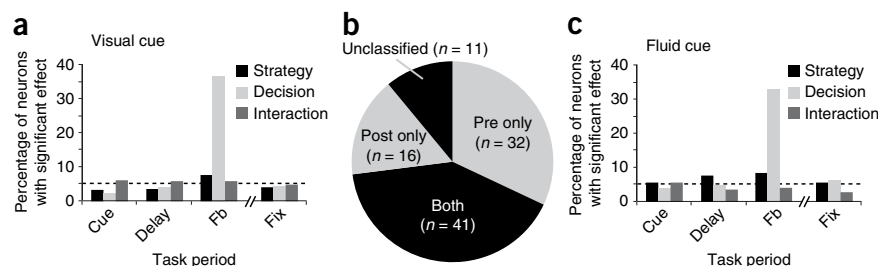 a
Visual cue
Percentage of neurons
with significant effect
40
30
20
10
5
0
Strategy
Decision
Interaction
Cue
Delay
Fb
Fix
Task period
b
Unclassified (n = 11)
Post only
(n = 16)
Pre only
(n = 32)
Both
(n = 41)
c
Fluid cue
Percentage of neurons
with significant effect
40
30
20
10
5
0
Strategy
Decision
Interaction
Cue
Delay
Fb
Fix
Task period